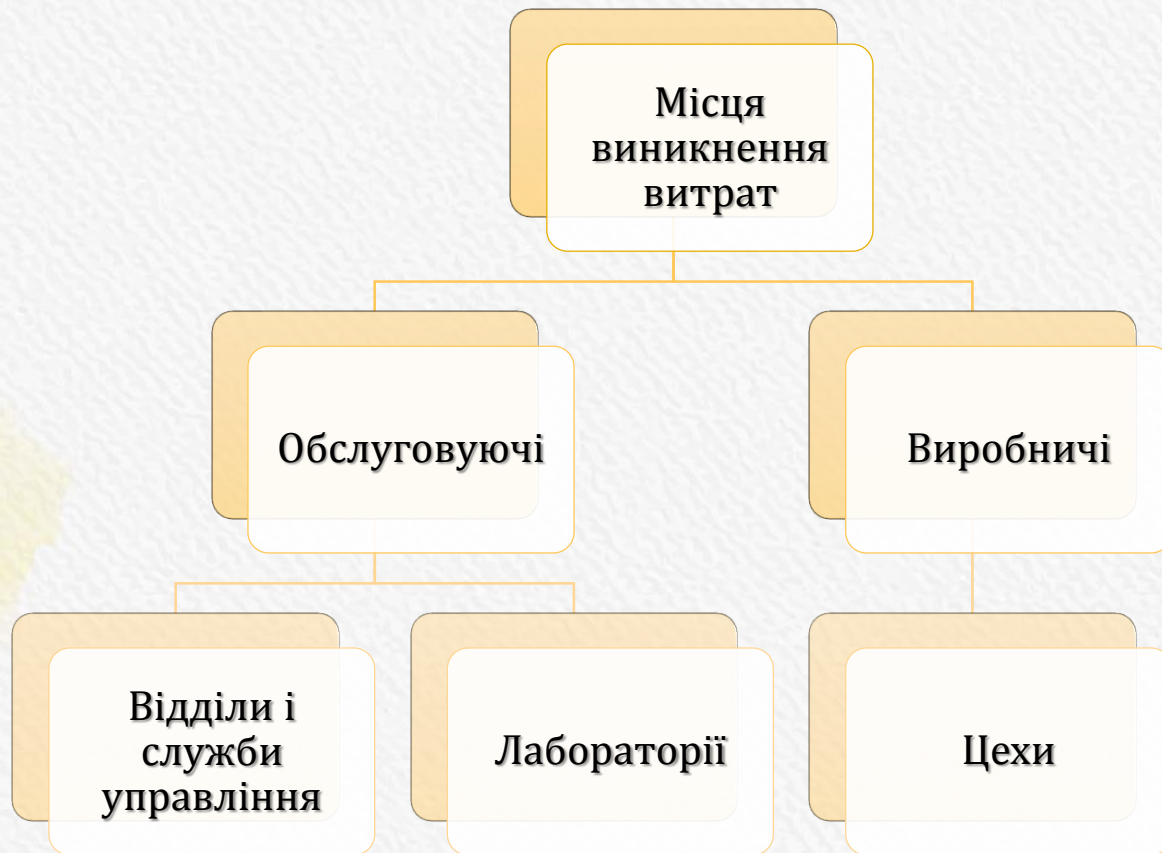 Місця
виникнення
витрат
Обслуговуючі
Виробничі
Відділи і
служби
управління
Лабораторії
Цехи